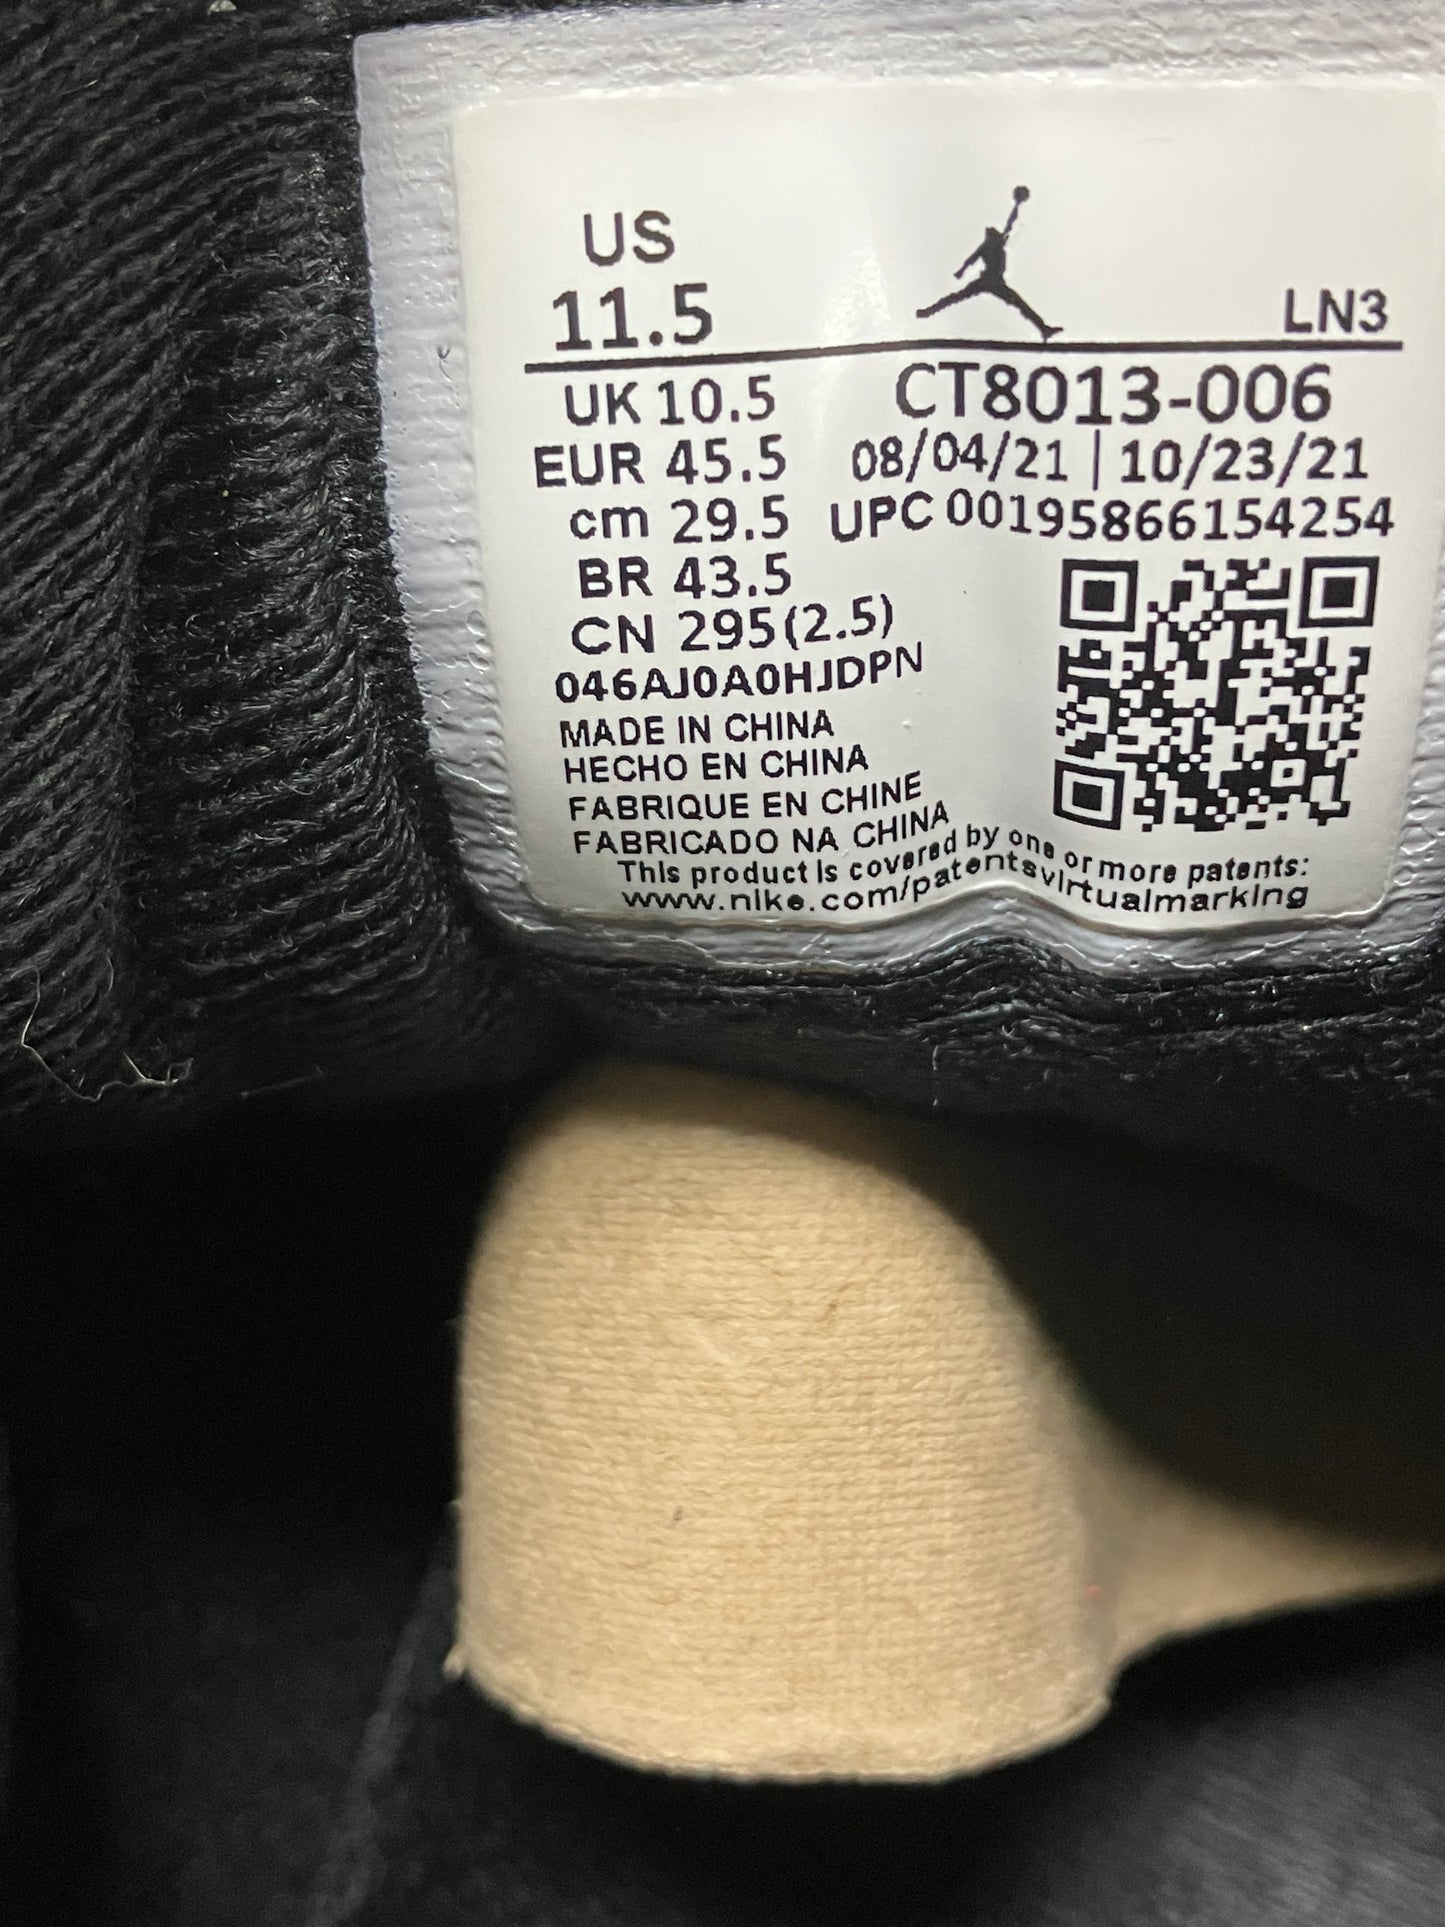 US
11.5
LN3
UK 10.5
CT8013-006
EUR 45.5
08/04/21 | 10/23/21
cm 29.5
UPC 00195866154254
BR 43.5
CN 295(2.5)
046AJ0A0HJDPN
MADE IN CHINA
HECHO EN CHINA
FABRIQUE EN CHINE
FABRICADO NA CHINA
This product is covered by one or more patents:
www.nike.com/patentsvirtualmarking